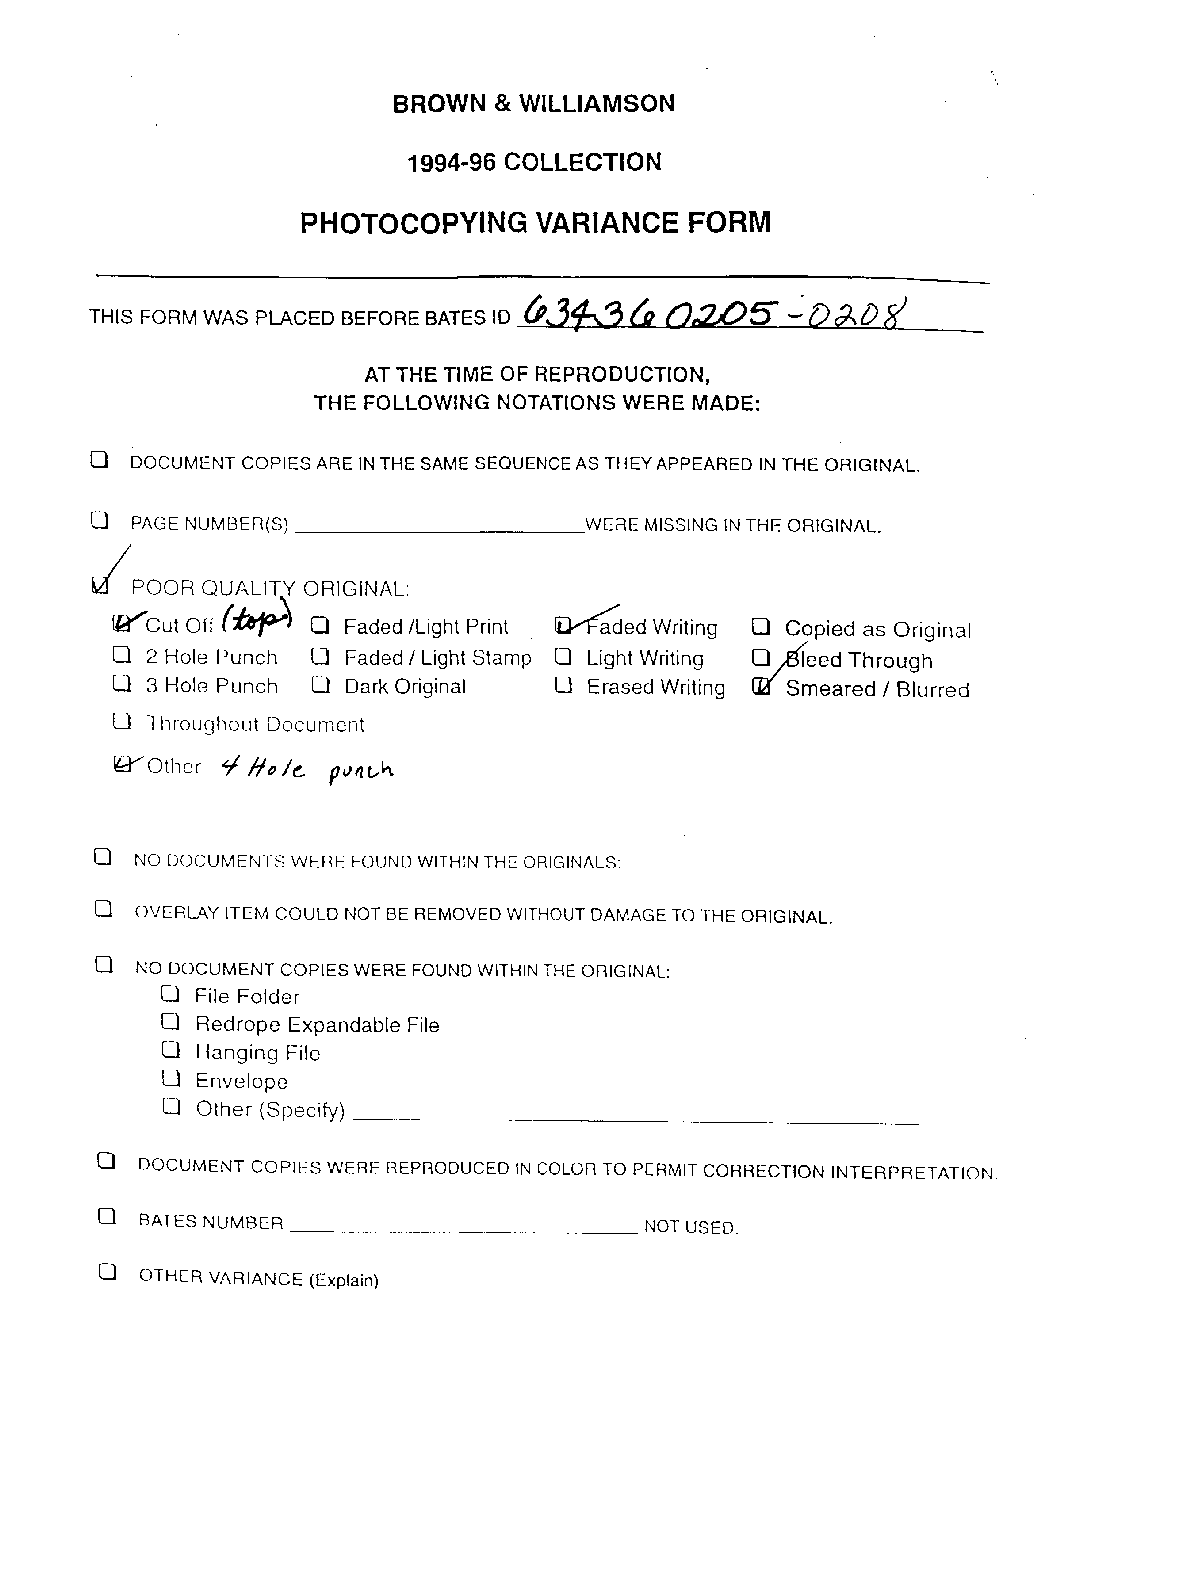 BROWN & WILLIAMSON
1994-96 COLLECTION
PHOTOCOPYING VARIANCE FORM
THIS FORM WAS PLACED BEFORE BATES ID 634360205-0208
AT THE TIME OF REPRODUCTION,
THE FOLLOWING NOTATIONS WERE MADE:
DOCUMENT COPIES ARE IN THE SAME SEQUENCE AS THEY APPEARED IN THE ORIGINAL.
PAGE NUMBER(S) WERE MISSING IN THE ORIGINAL.
POOR QUALITY ORIGINAL:
Cut Off (top) Faded /Light Print Faded Writing Copied as Original
2 Hole Punch Faded / Light Stamp Light Writing Bleed Through
3 Hole Punch Dark Original Erased Writing Smeared / Blurred
Throughout Document
Other 4 Hole punch
NO DOCUMENTS WERE FOUND WITHIN THE ORIGINALS:
OVERLAY ITEM COULD NOT BE REMOVED WITHOUT DAMAGE TO THE ORIGINAL.
NO DOCUMENT COPIES WERE FOUND WITHIN THE ORIGINAL:
File Folder
Redrope Expandable File
Hanging File
Envelope
Other (Specify)
DOCUMENT COPIES WERE REPRODUCED IN COLOR TO PERMIT CORRECTION INTERPRETATION.
BATES NUMBER NOT USED.
OTHER VARIANCE (Explain)